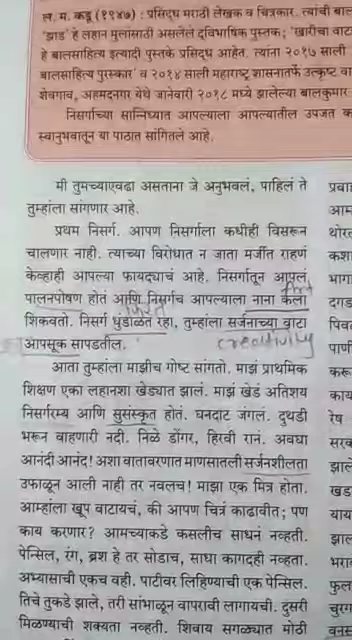 ल. म. कडू (१९४७) : प्रसिद्ध मराठी लेखक व चित्रकार. त्यांची बाल
'झाड' हे लहान मुलांसाठी असलेलं द्विभाषिक पुस्तक; 'खारीचा वाटा
हे बालसाहित्य इत्यादी पुस्तके प्रसिद्ध आहेत. त्यांना २०१७ साली
बालसाहित्य पुरस्कार' व २०१४ साली महाराष्ट्र शासनातर्फे उत्कृष्ट वा
शेवगाव, अहमदनगर येथे जानेवारी २०१८ मध्ये झालेल्या बालकुमार
निसर्गाच्या सान्निध्यात आपल्याला आपल्यातील उपजत क
स्वानुभवातून या पाठात सांगितले आहे.
मी तुमच्याएवढा असताना जे अनुभवलं, पाहिलं ते
तुम्हांला सांगणार आहे.
प्रथम निसर्ग. आपण निसर्गाला कधीही विसरून
चालणार नाही. त्याच्या विरोधात न जाता मर्जीत राहणं
केव्हाही आपल्या फायद्याचं आहे. निसर्गातून आपलं
पालनपोषण होतं आणि निसर्गच आपल्याला नाना कला
शिकवतो. निसर्ग धुंडाळत रहा, तुम्हांला सर्जनाच्या वाटा
आपसूक सापडतील.
creativity
आता तुम्हांला माझीच गोष्ट सांगतो. माझं प्राथमिक
शिक्षण एका लहानशा खेड्यात झालं. माझं खेडं अतिशय
निसर्गरम्य आणि सुसंस्कृत होतं. घनदाट जंगल. दुथडी
भरून वाहणारी नदी. निळे डोंगर, हिरवी रानं. अवघा
आनंदी आनंद! अशा वातावरणात माणसातली सर्जनशीलता
उफाळून आली नाही तर नवलच! माझा एक मित्र होता.
आम्हांला खूप वाटायचं, की आपण चित्रं काढावीत; पण
काय करणार? आमच्याकडे कसलीच साधनं नव्हती.
पेन्सिल, रंग, ब्रश हे तर सोडाच, साधा कागदही नव्हता.
अभ्यासाची एकच वही. पाटीवर लिहिण्याची एक पेन्सिल.
तिचे तुकडे झाले, तरी सांभाळून वापरावी लागायची. दुसरी
मिळण्याची शक्यता नव्हती. शिवाय सगळ्यात मोठी